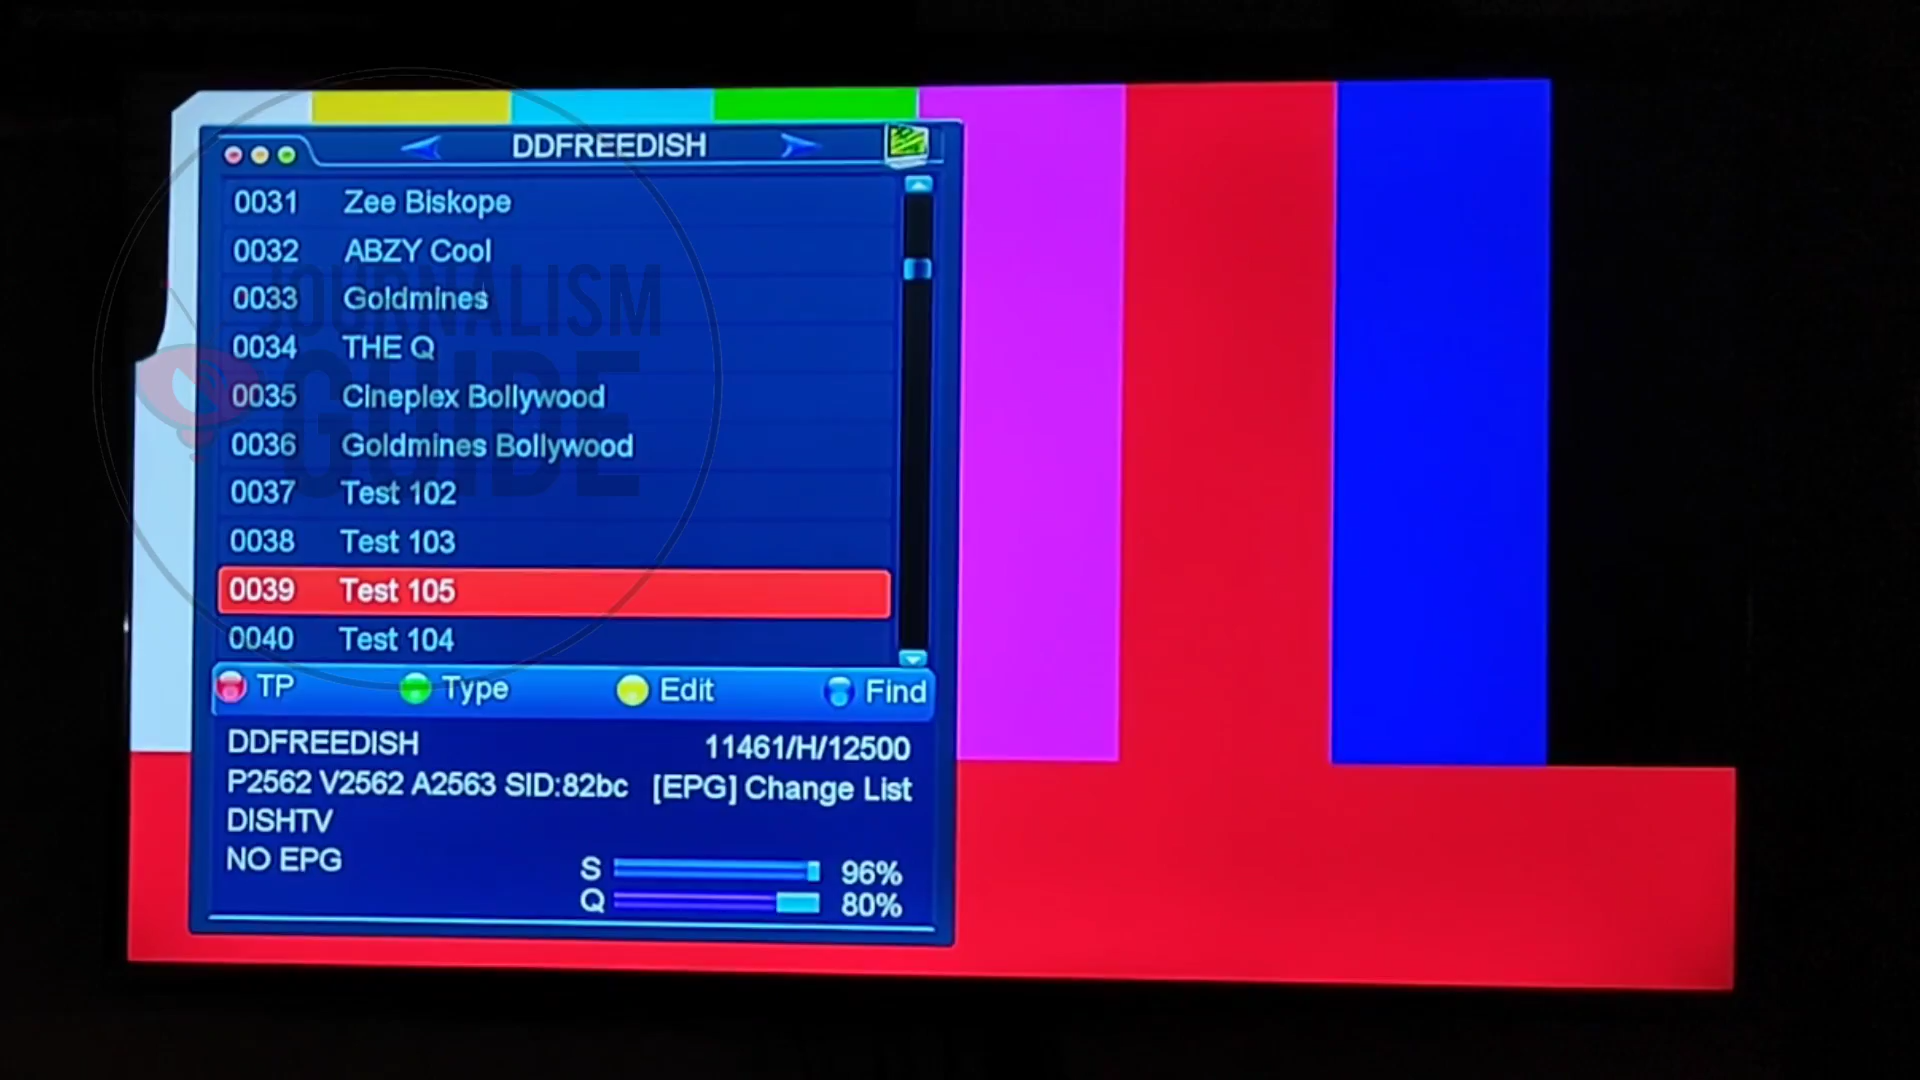 DDFREEDISH
0031 Zee Biskope
0032 ABZY Cool
0033 Goldmines
0034 THE Q
0035 Cineplex Bollywood
0036 Goldmines Bollywood
0037 Test 102
0038 Test 103
0039 Test 105
0040 Test 104
TP Type Edit Find
DDFREEDISH 11461/H/12500
P2562 V2562 A2563 SID:82bc [EPG] Change List
DISHTV
NO EPG
S 96%
Q 80%
JOURNALISM
GUIDE